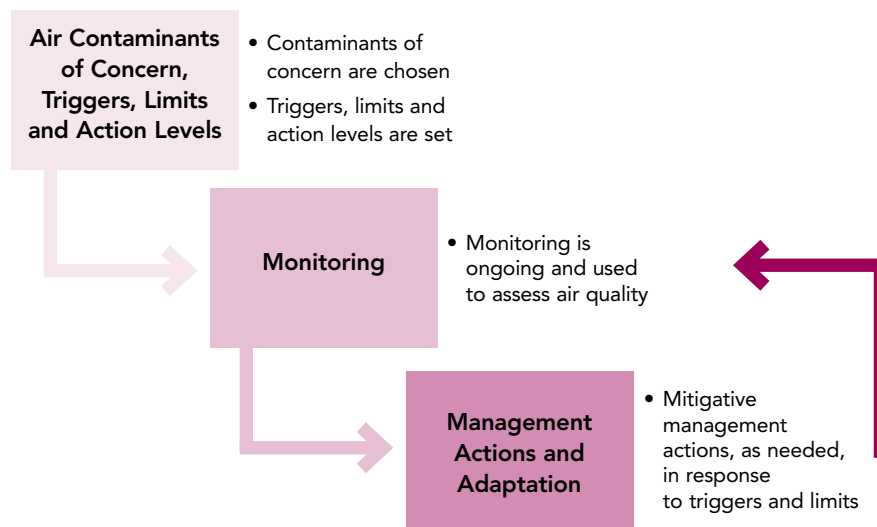 Air Contaminants
of Concern,
Triggers, Limits
and Action Levels
• Contaminants of
concern are chosen
• Triggers, limits and
action levels are set
Monitoring
• Monitoring is
ongoing and used
to assess air quality
Management
Actions and
Adaptation
• Mitigative
management
actions, as needed,
in response
to triggers and limits